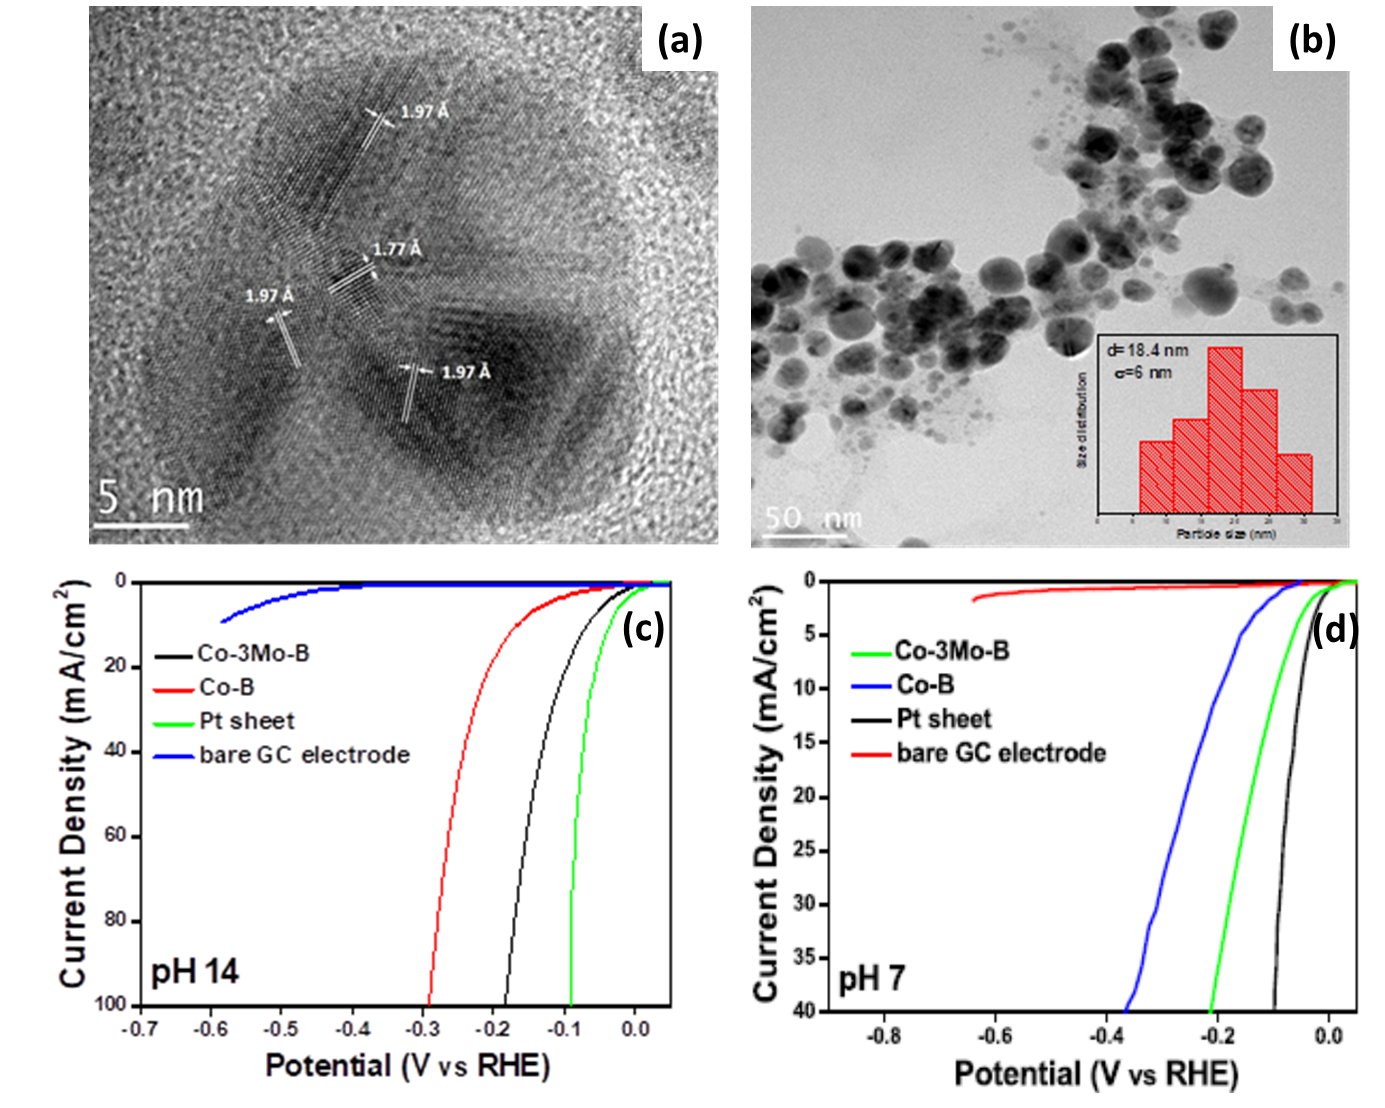 (a)
1.97 Å
1.77 Å
1.97 Å
1.97 Å
5 nm
(b)
d=18.4 nm
σ=6 nm
Size distribution
Particle size (nm)
50 nm
(c)
0
20
40
60
80
100
Current Density (mA/cm²)
Co-3Mo-B
Co-B
Pt sheet
bare GC electrode
pH 14
-0.7 -0.6 -0.5 -0.4 -0.3 -0.2 -0.1 0.0
Potential (V vs RHE)
(d)
0
5
10
15
20
25
30
35
40
Current Density (mA/cm²)
Co-3Mo-B
Co-B
Pt sheet
bare GC electrode
pH 7
-0.8 -0.6 -0.4 -0.2 0.0
Potential (V vs RHE)